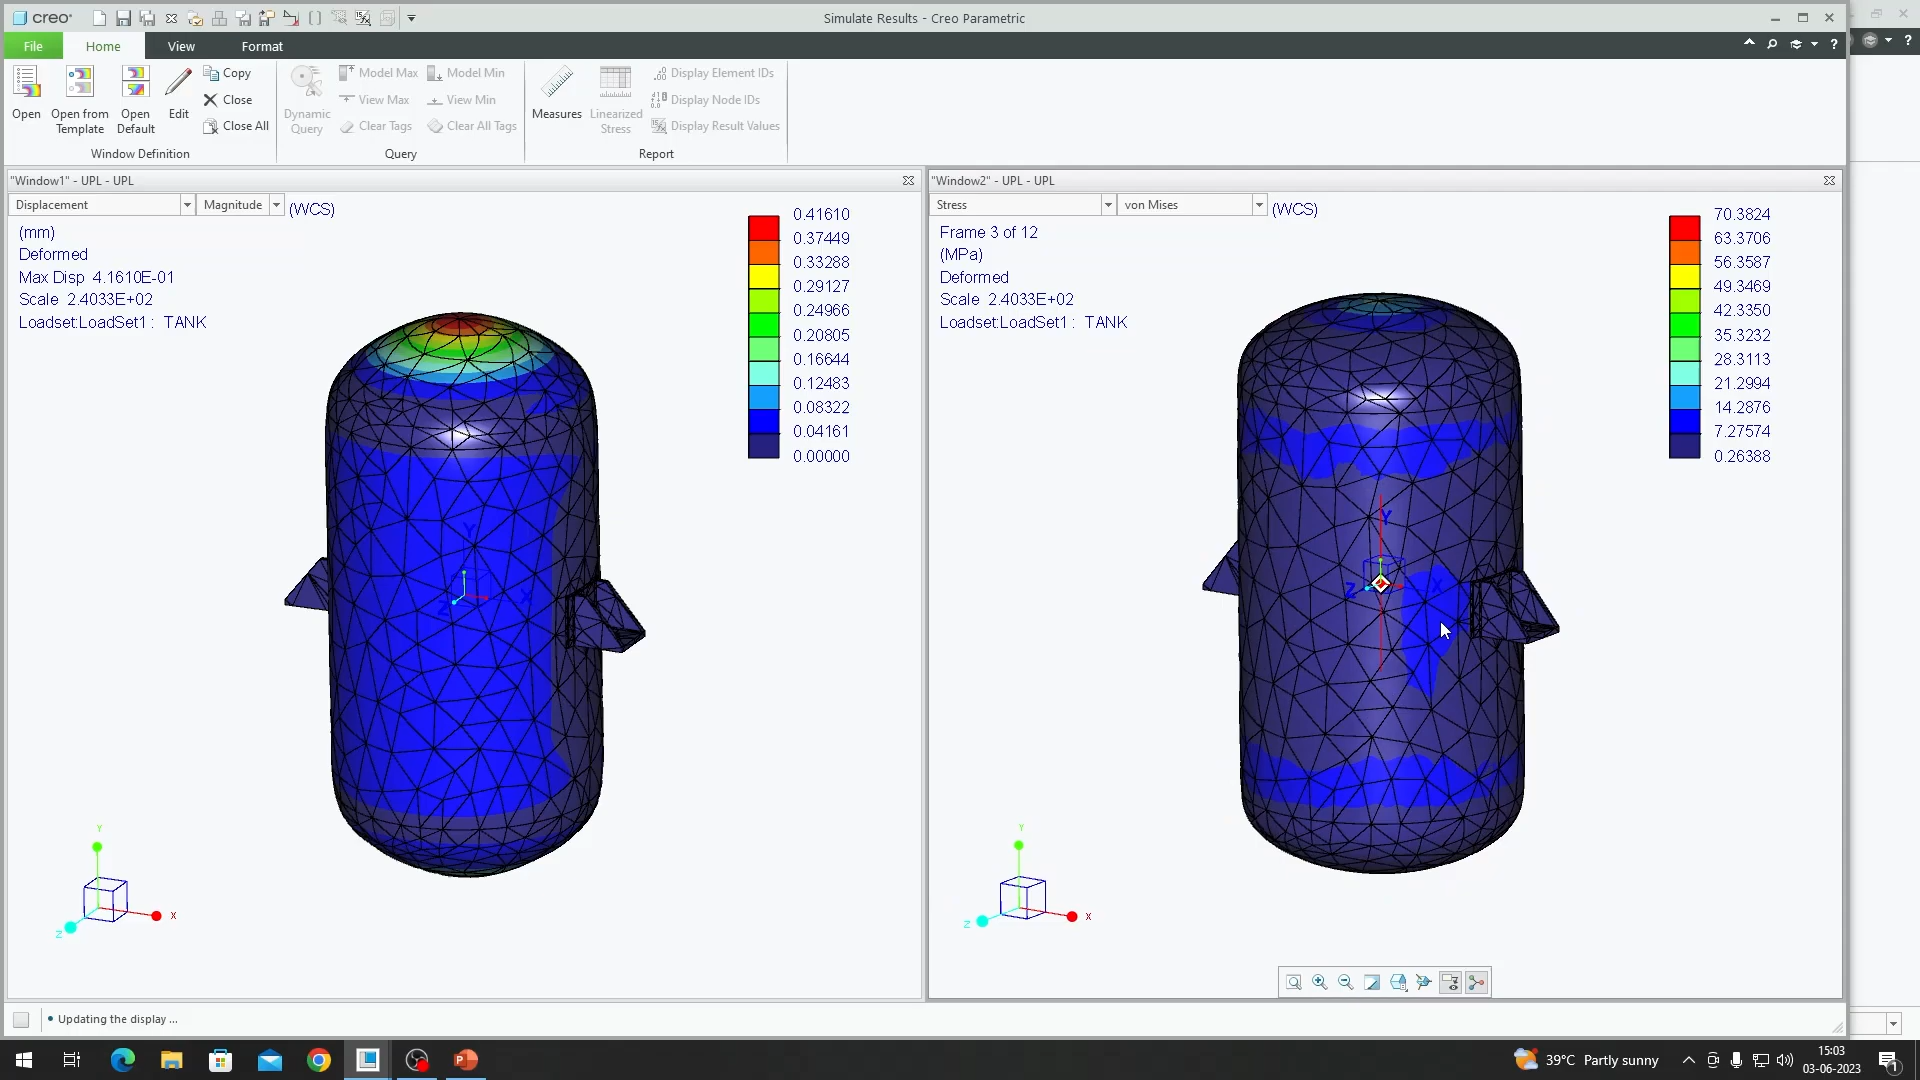 creo
Simulate Results - Creo Parametric
File
Home
View
Format
?
?
Open
Open from
Template
Open
Default
Edit
Copy
Close
Close All
Window Definition
Dynamic
Query
Model Max
View Max
Clear Tags
Model Min
View Min
Clear All Tags
Query
Measures
Linearized
Stress
Display Element IDs
Display Node IDs
Display Result Values
Report
"Window1" - UPL - UPL
Displacement
Magnitude
(WCS)
(mm)
Deformed
Max Disp 4.1610E-01
Scale 2.4033E+02
Loadset:LoadSet1 : TANK
0.41610
0.37449
0.33288
0.29127
0.24966
0.20805
0.16644
0.12483
0.08322
0.04161
0.00000
Y
X
Z
Y
X
Z
"Window2" - UPL - UPL
Stress
von Mises
(WCS)
Frame 3 of 12
(MPa)
Deformed
Scale 2.4033E+02
Loadset:LoadSet1 : TANK
70.3824
63.3706
56.3587
49.3469
42.3350
35.3232
28.3113
21.2994
14.2876
7.27574
0.26388
Y
X
Z
Y
X
Z
Updating the display ...
39°C Partly sunny
15:03
03-06-2023
1